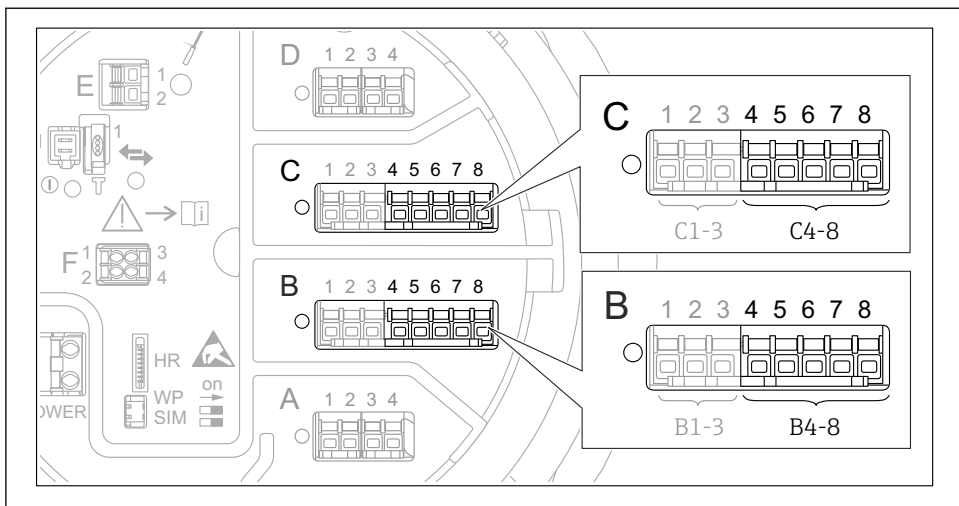 D 1 2 3 4
E 1
2
1
C 1 2 3 4 5 6 7 8
C 1 2 3 4 5 6 7 8
C1-3 C4-8
i
F 1 3
2 4
B 1 2 3 4 5 6 7 8
B 1 2 3 4 5 6 7 8
B1-3 B4-8
HR
WP on
SIM
OWER
A 1 2 3 4